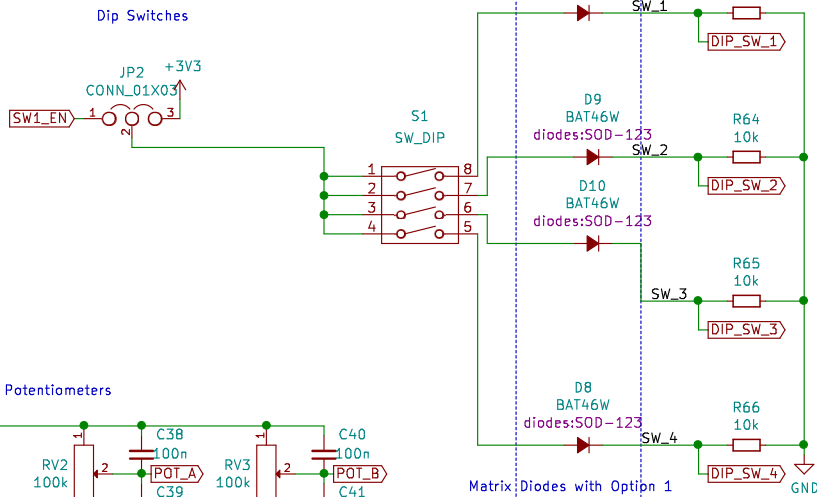 Dip Switches
SW_1
DIP_SW_1
JP2
+3V3
CONN_01X03
SW1_EN
1
3
2
S1
SW_DIP
D9
BAT46W
diodes:SOD-123
SW_2
R64
10k
DIP_SW_2
1
2
3
4
8
7
6
5
D10
BAT46W
diodes:SOD-123
SW_3
R65
10k
DIP_SW_3
D8
BAT46W
diodes:SOD-123
SW_4
R66
10k
DIP_SW_4
GND
Potentiometers
1
C38
100n
RV2
100k
2
POT_A
C39
1
C40
100n
RV3
100k
2
POT_B
C41
Matrix Diodes with Option 1